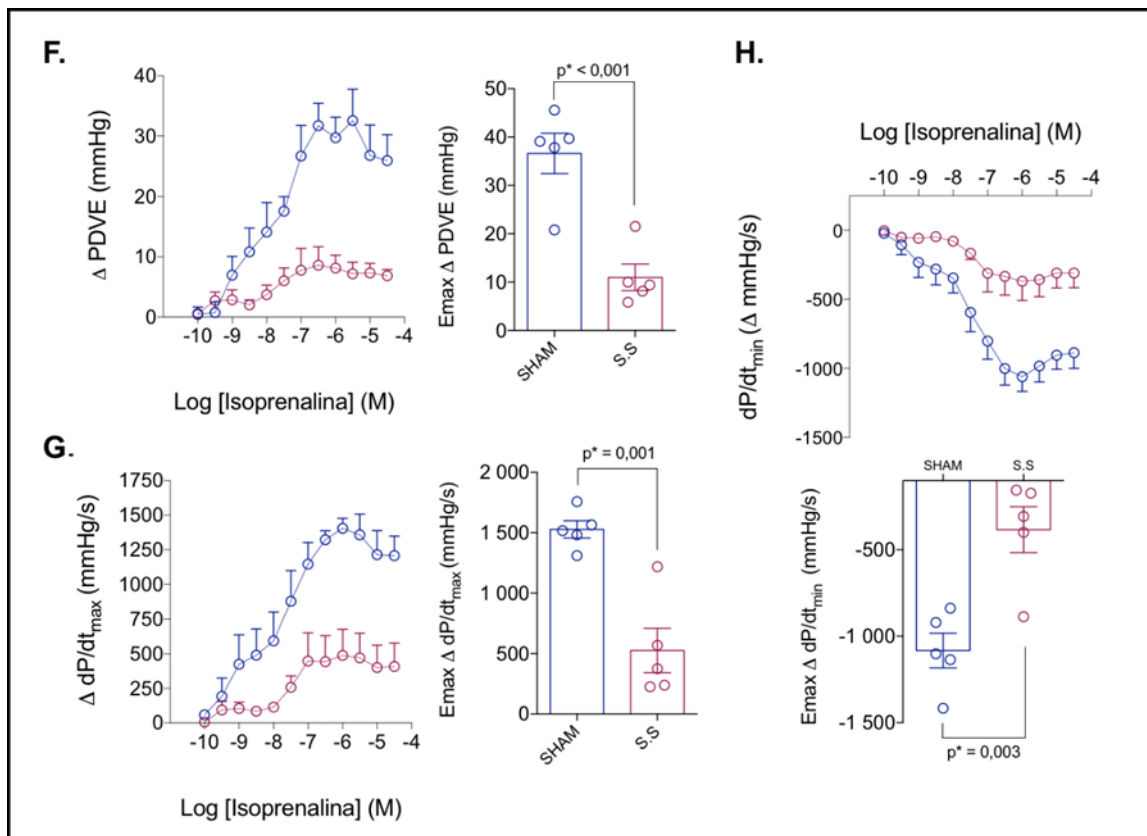 F.
Δ PDVE (mmHg)
40
30
20
10
0
-10 -9 -8 -7 -6 -5 -4
Log [Isoprenalina] (M)
p* < 0,001
Emax Δ PDVE (mmHg)
50
40
30
20
10
0
SHAM S.S
H.
Log [Isoprenalina] (M)
-10 -9 -8 -7 -6 -5 -4
dP/dtmin (Δ mmHg/s)
0
-500
-1000
-1500
G.
Δ dP/dtmax (mmHg/s)
1750
1500
1250
1000
750
500
250
0
-10 -9 -8 -7 -6 -5 -4
Log [Isoprenalina] (M)
p* = 0,001
Emax Δ dP/dtmax (mmHg/s)
2 000
1 500
1 000
500
0
SHAM S.S
SHAM S.S
Emax Δ dP/dtmin (mmHg/s)
-500
-1 000
-1 500
p* = 0,003